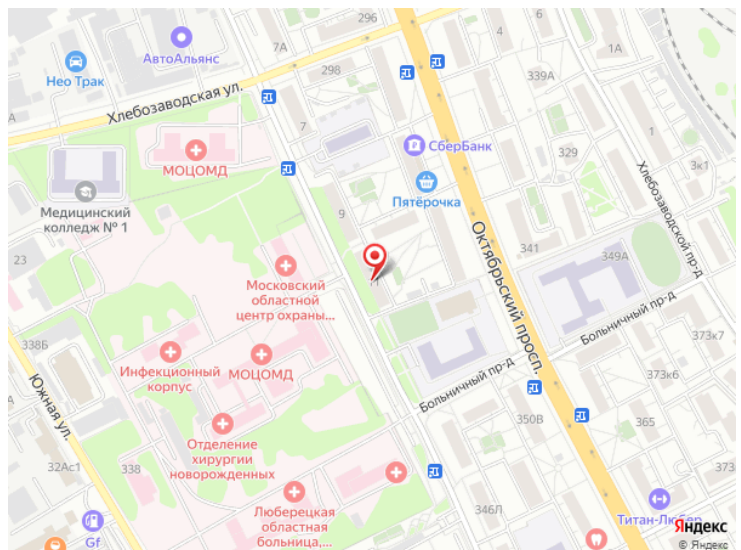 29б
7А
4
6
1А
АвтоАльянс
Нео Трак
298
339А
Хлебозаводская ул.
7
1
СберБанк
329
МОЦОМД
3к1
Пятёрочка
Медицинский
колледж № 1
9
Хлебозаводской пр-д
Октябрьский просп.
341
349А
23
Московский
областной
центр охраны...
Больничный пр-д
338Б
373к7
Инфекционный
корпус
МОЦОМД
Больничный пр-д
373к6
Южная ул.
350В
365
Отделение
хирургии
новорожденных
32Ас1
338
Люберецкая
областная
больница,...
346Л
Титан-Любер
Gf
Яндекс
© Яндекс